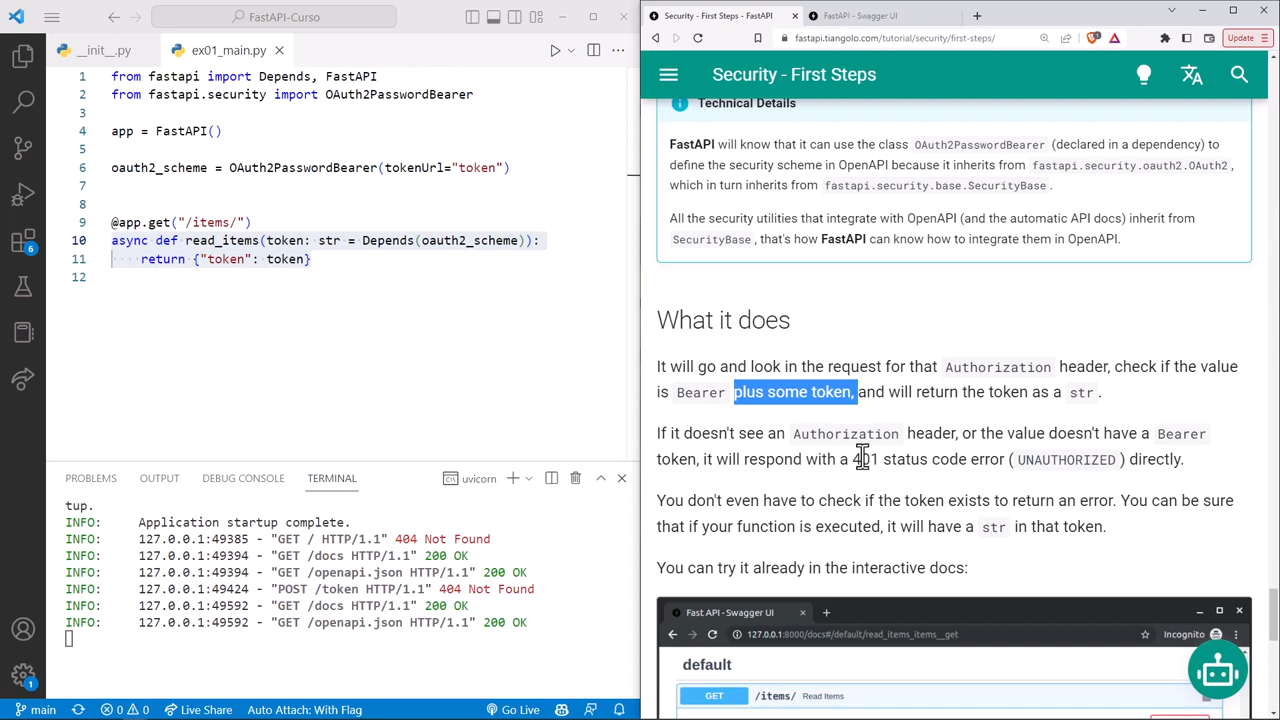 FastAPI-Curso
__init__.py
ex01_main.py
1 from fastapi import Depends, FastAPI
2 from fastapi.security import OAuth2PasswordBearer
3
4 app = FastAPI()
5
6 oauth2_scheme = OAuth2PasswordBearer(tokenUrl="token")
7
8
9 @app.get("/items/")
10 async def read_items(token: str = Depends(oauth2_scheme)):
11 return {"token": token}
12
6
1
PROBLEMS OUTPUT DEBUG CONSOLE TERMINAL uvicorn
tup.
INFO: Application startup complete.
INFO: 127.0.0.1:49385 - "GET / HTTP/1.1" 404 Not Found
INFO: 127.0.0.1:49394 - "GET /docs HTTP/1.1" 200 OK
INFO: 127.0.0.1:49394 - "GET /openapi.json HTTP/1.1" 200 OK
INFO: 127.0.0.1:49424 - "POST /token HTTP/1.1" 404 Not Found
INFO: 127.0.0.1:49592 - "GET /docs HTTP/1.1" 200 OK
INFO: 127.0.0.1:49592 - "GET /openapi.json HTTP/1.1" 200 OK
main 0 0 Live Share Auto Attach: With Flag Go Live
Security - First Steps - FastAPI
FastAPI - Swagger UI
fastapi.tiangolo.com/tutorial/security/first-steps/
Update
Security - First Steps
Technical Details
FastAPI will know that it can use the class OAuth2PasswordBearer (declared in a dependency) to
define the security scheme in OpenAPI because it inherits from fastapi.security.oauth2.OAuth2,
which in turn inherits from fastapi.security.base.SecurityBase.
All the security utilities that integrate with OpenAPI (and the automatic API docs) inherit from
SecurityBase, that's how FastAPI can know how to integrate them in OpenAPI.
What it does
It will go and look in the request for that Authorization header, check if the value
is Bearer plus some token, and will return the token as a str.
If it doesn't see an Authorization header, or the value doesn't have a Bearer
token, it will respond with a 401 status code error (UNAUTHORIZED) directly.
You don't even have to check if the token exists to return an error. You can be sure
that if your function is executed, it will have a str in that token.
You can try it already in the interactive docs:
Fast API - Swagger UI
127.0.0.1:8000/docs#/default/read_items_items__get
Incognito
default
GET /items/ Read Items